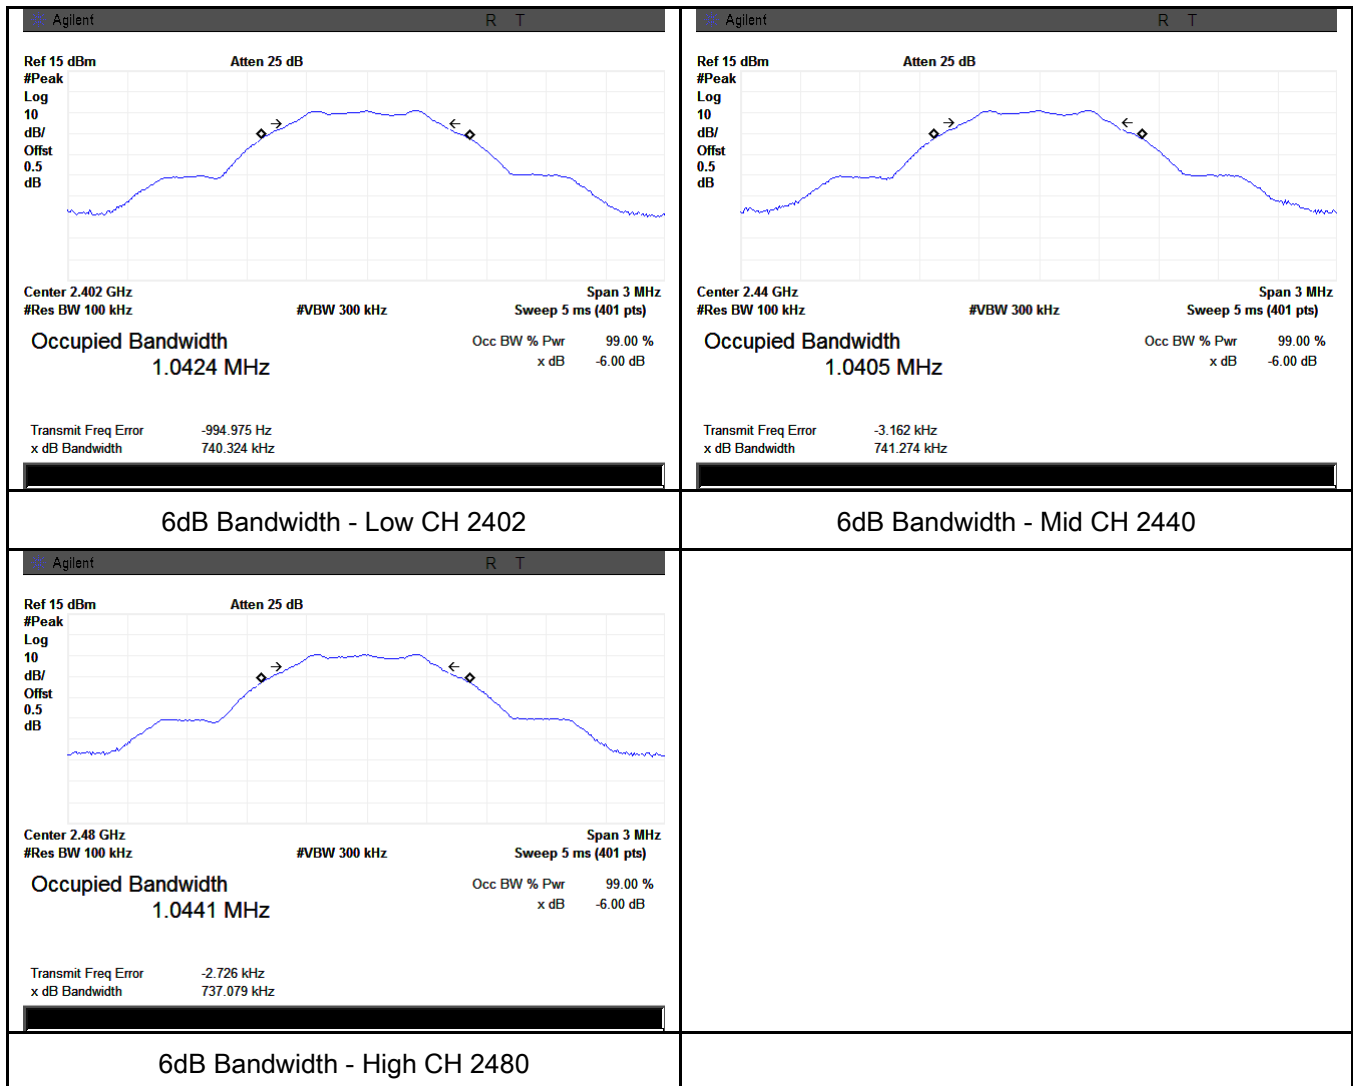 Agilent R T
Ref 15 dBm Atten 25 dB
#Peak
Log
10
dB/
Offst
0.5
dB
Center 2.402 GHz Span 3 MHz
#Res BW 100 kHz #VBW 300 kHz Sweep 5 ms (401 pts)
Occupied Bandwidth Occ BW % Pwr 99.00 %
1.0424 MHz x dB -6.00 dB
Transmit Freq Error -994.975 Hz
x dB Bandwidth 740.324 kHz
6dB Bandwidth - Low CH 2402
Agilent R T
Ref 15 dBm Atten 25 dB
#Peak
Log
10
dB/
Offst
0.5
dB
Center 2.44 GHz Span 3 MHz
#Res BW 100 kHz #VBW 300 kHz Sweep 5 ms (401 pts)
Occupied Bandwidth Occ BW % Pwr 99.00 %
1.0405 MHz x dB -6.00 dB
Transmit Freq Error -3.162 kHz
x dB Bandwidth 741.274 kHz
6dB Bandwidth - Mid CH 2440
Agilent R T
Ref 15 dBm Atten 25 dB
#Peak
Log
10
dB/
Offst
0.5
dB
Center 2.48 GHz Span 3 MHz
#Res BW 100 kHz #VBW 300 kHz Sweep 5 ms (401 pts)
Occupied Bandwidth Occ BW % Pwr 99.00 %
1.0441 MHz x dB -6.00 dB
Transmit Freq Error -2.726 kHz
x dB Bandwidth 737.079 kHz
6dB Bandwidth - High CH 2480